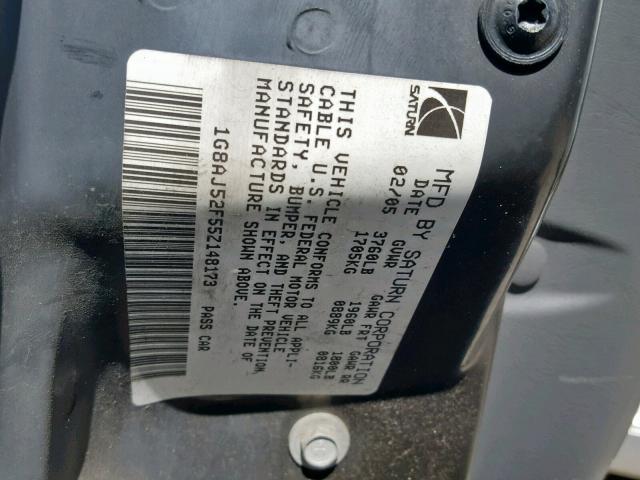 SATURN
MFD BY SATURN CORPORATION
DATE GVWR GAWR FRT GAWR RR
02/05 3760LB 1960LB 1800LB
1705KG 0889KG 0816KG
THIS VEHICLE CONFORMS TO ALL APPLI-
CABLE U.S. FEDERAL MOTOR VEHICLE
SAFETY, BUMPER, AND THEFT PREVENTION
STANDARDS IN EFFECT ON THE DATE OF
MANUFACTURE SHOWN ABOVE.
1G8AJ52F55Z148173 PASS CAR